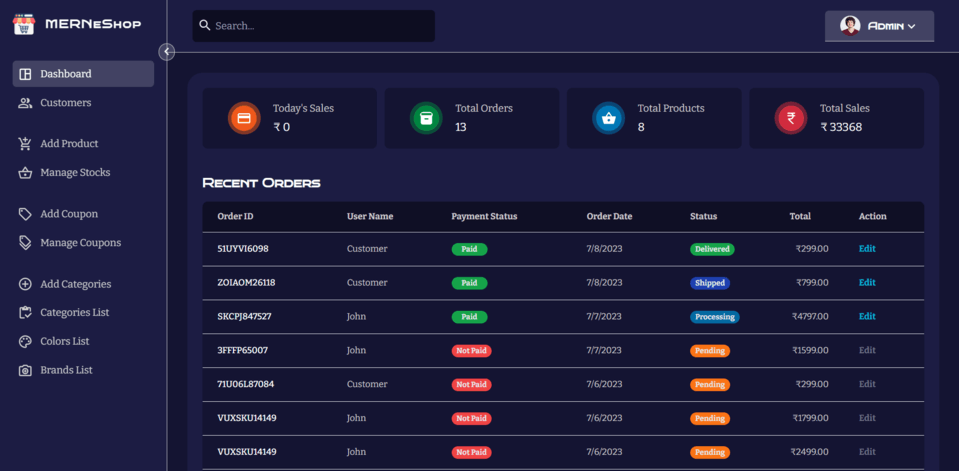 MERNeShop
Search...
Admin
Dashboard
Customers
Add Product
Manage Stocks
Add Coupon
Manage Coupons
Add Categories
Categories List
Colors List
Brands List
Today's Sales
₹ 0
Total Orders
13
Total Products
8
Total Sales
₹ 33368
Recent Orders
Order ID User Name Payment Status Order Date Status Total Action
51UYVI6098 Customer Paid 7/8/2023 Delivered ₹299.00 Edit
ZOIAOM26118 Customer Paid 7/8/2023 Shipped ₹799.00 Edit
SKCPJ847527 John Paid 7/7/2023 Processing ₹4797.00 Edit
3FFFP65007 John Not Paid 7/7/2023 Pending ₹1599.00 Edit
71U06L87084 Customer Not Paid 7/6/2023 Pending ₹299.00 Edit
VUXSKU14149 John Not Paid 7/6/2023 Pending ₹1799.00 Edit
VUXSKU14149 John Not Paid 7/6/2023 Pending ₹2499.00 Edit